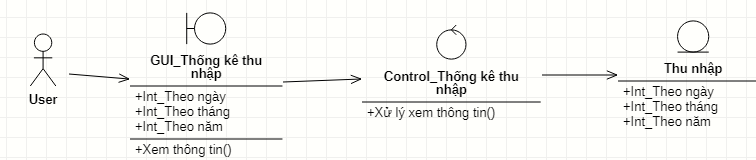 User
GUI_Thống kê thu
nhập
+Int_Theo ngày
+Int_Theo tháng
+Int_Theo năm
+Xem thông tin()
Control_Thống kê thu
nhập
+Xử lý xem thông tin()
Thu nhập
+Int_Theo ngày
+Int_Theo tháng
+Int_Theo năm